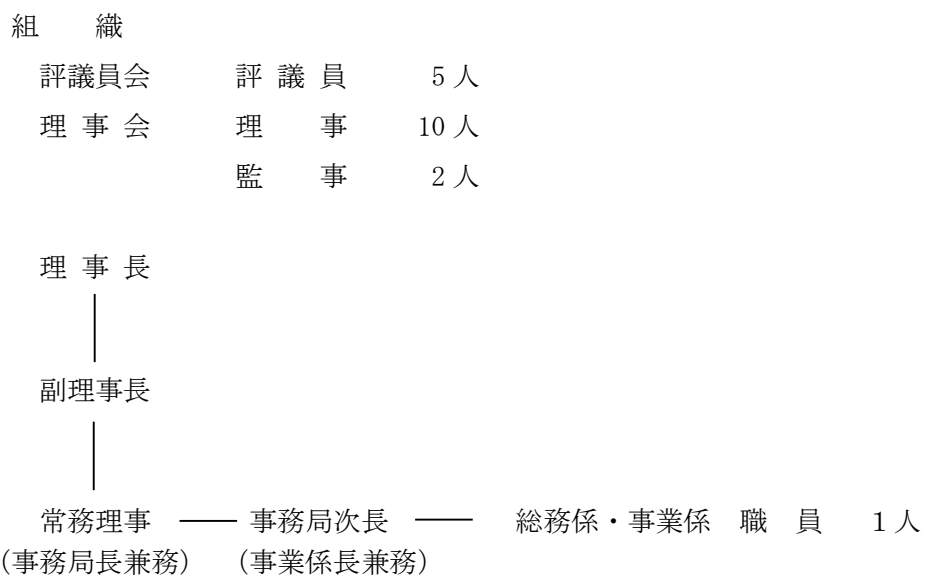 組　　織
評議員会　　評 議 員　　5人
理 事 会　　理　　事　　10人
監　　事　　2人
理 事 長
副理事長
常務理事　事務局次長　総務係・事業係　職　員　　1人
(事務局長兼務)　(事業係長兼務)